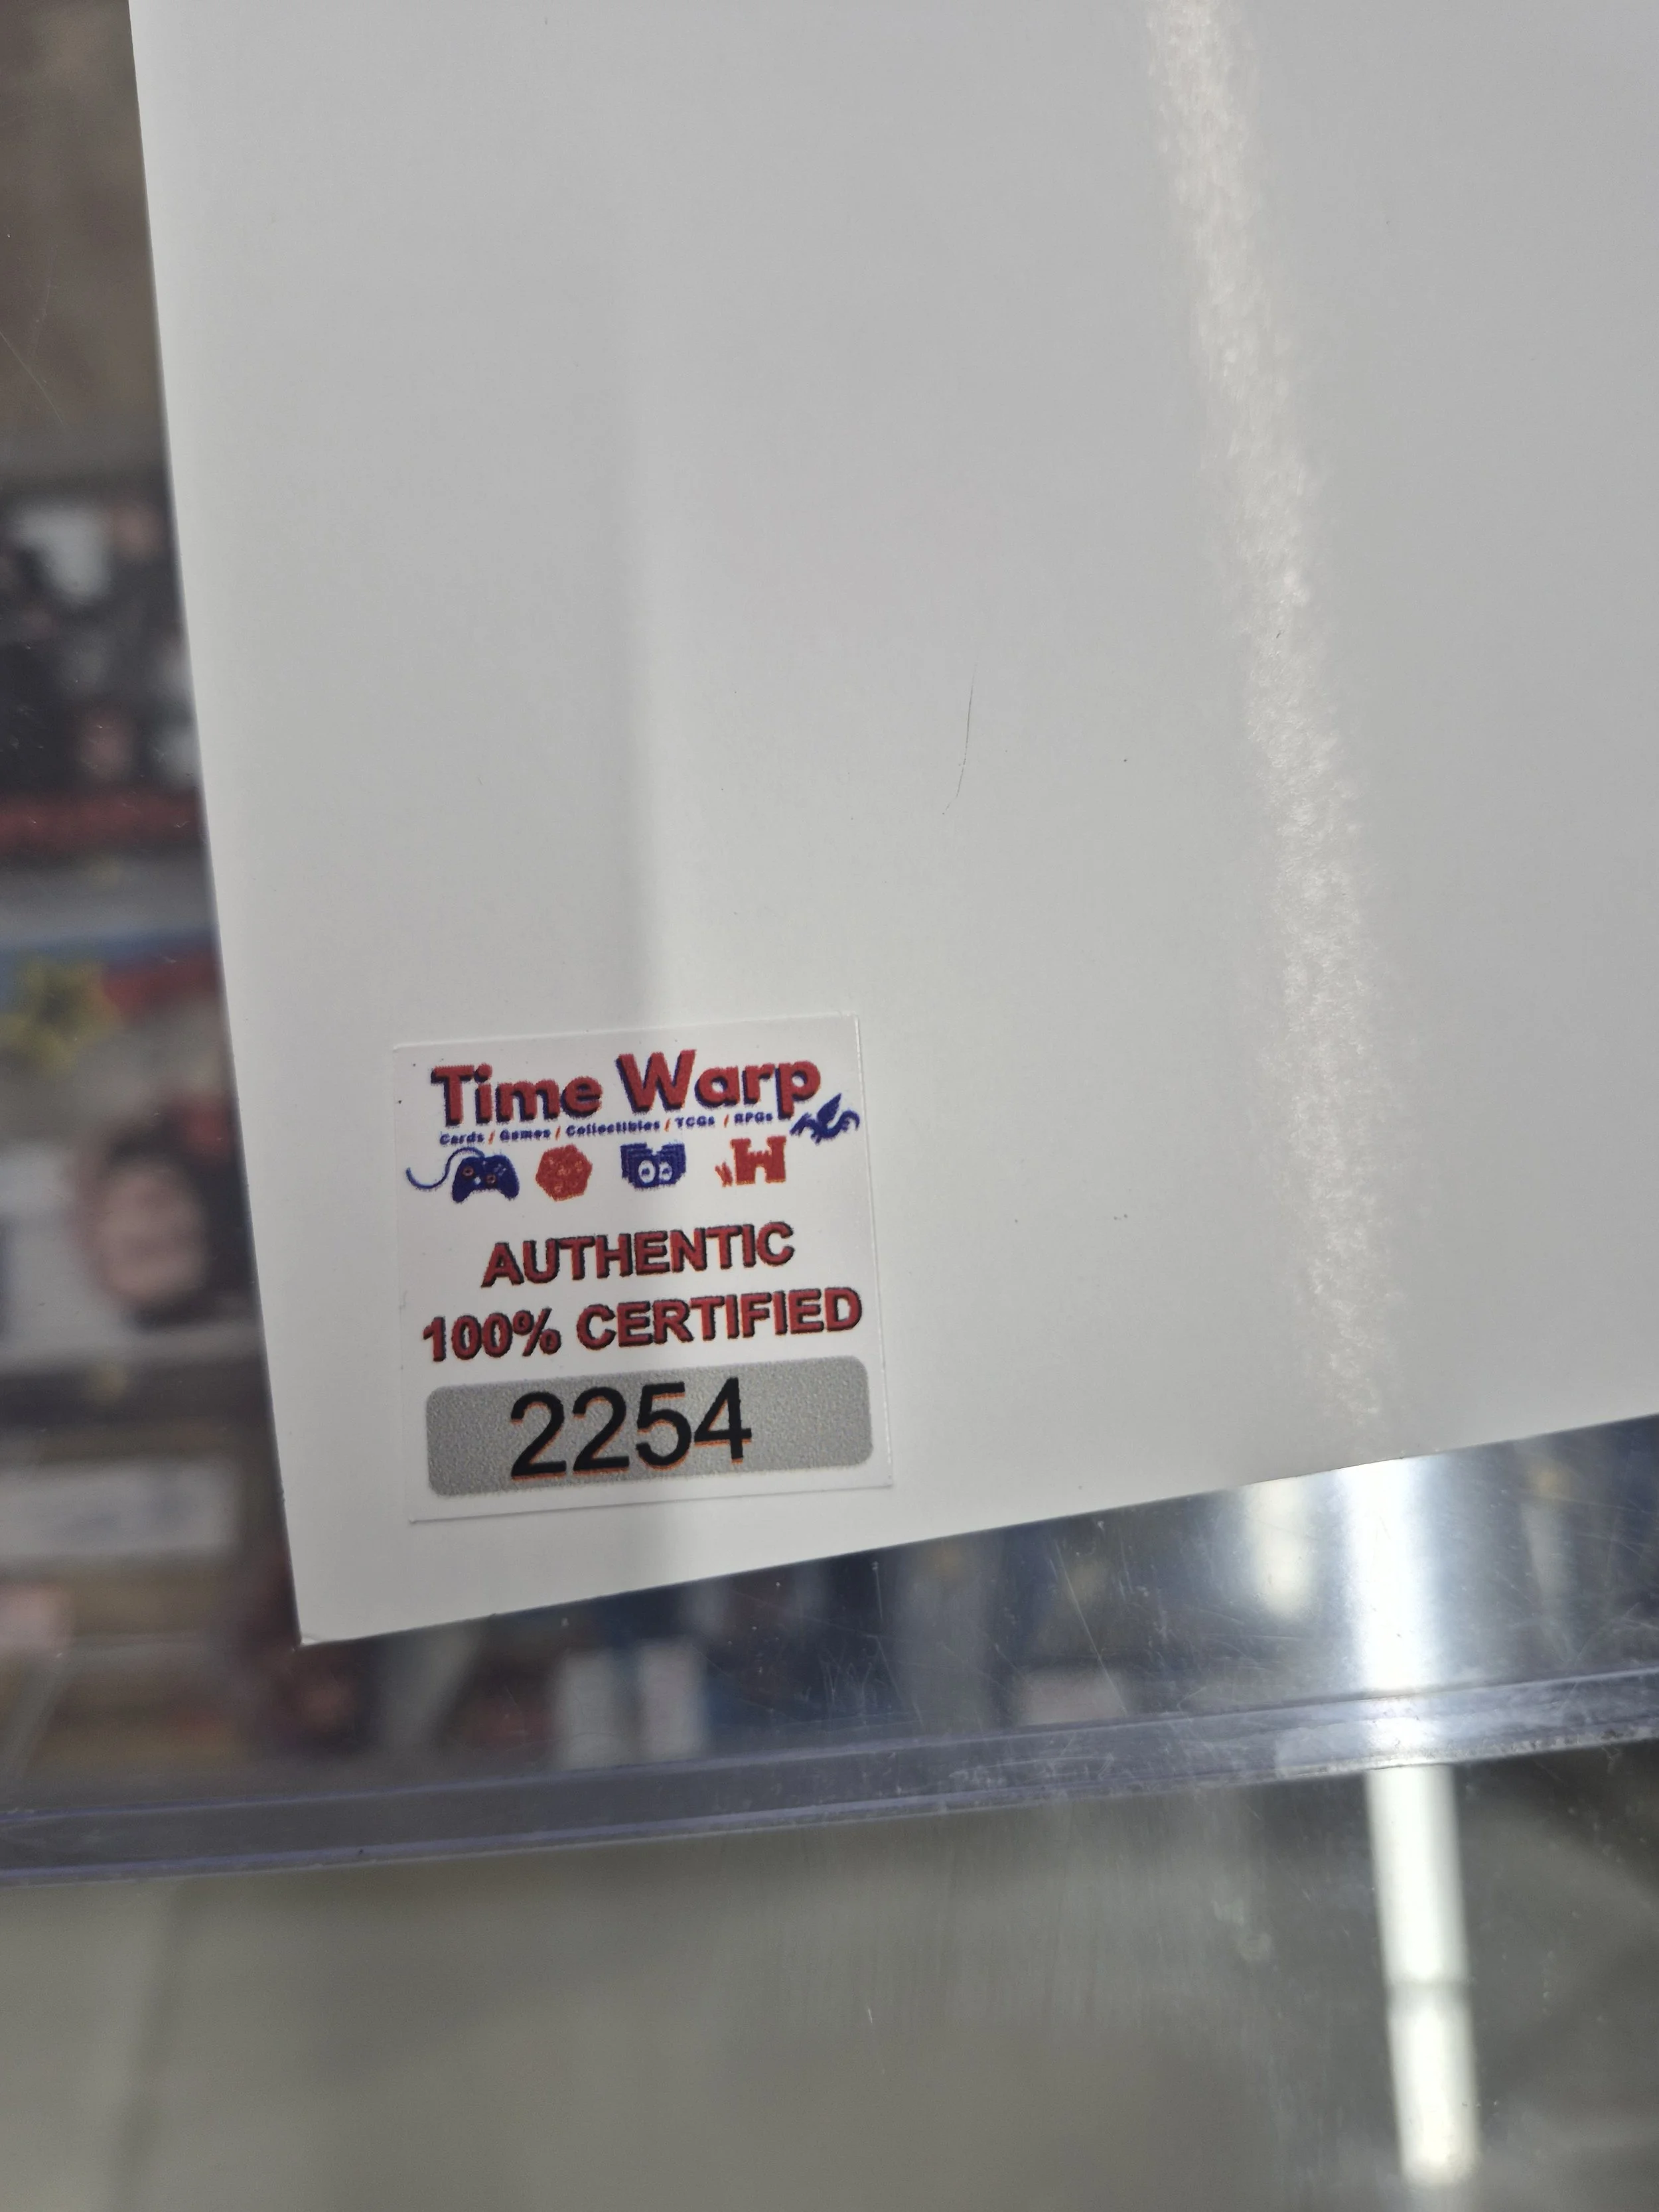 Time Warp
Cards / Games / Collectibles / TCGs / RPGs
AUTHENTIC
100% CERTIFIED
2254